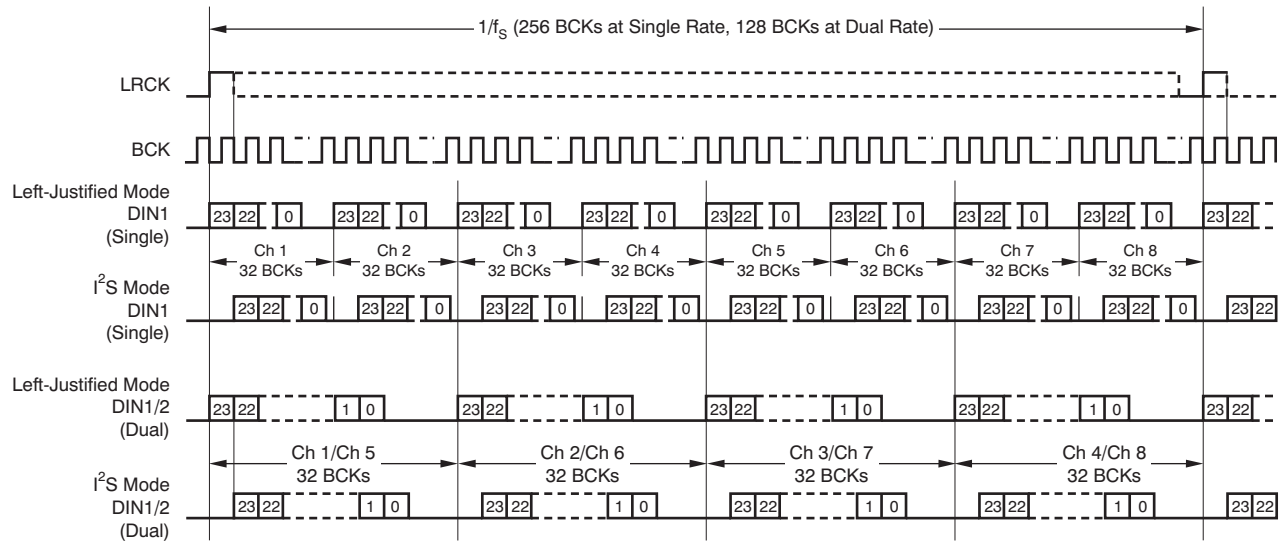 1/fS (256 BCKs at Single Rate, 128 BCKs at Dual Rate)
LRCK
BCK
Left-Justified Mode
DIN1
(Single)
23 22 0 23 22 0 23 22 0 23 22 0 23 22 0 23 22 0 23 22 0 23 22 0 23 22
Ch 1 Ch 2 Ch 3 Ch 4 Ch 5 Ch 6 Ch 7 Ch 8
32 BCKs 32 BCKs 32 BCKs 32 BCKs 32 BCKs 32 BCKs 32 BCKs 32 BCKs
I²S Mode
DIN1
(Single)
23 22 0 23 22 0 23 22 0 23 22 0 23 22 0 23 22 0 23 22 0 23 22 0 23 22
Left-Justified Mode
DIN1/2
(Dual)
23 22 1 0 23 22 1 0 23 22 1 0 23 22 1 0 23 22
Ch 1/Ch 5 Ch 2/Ch 6 Ch 3/Ch 7 Ch 4/Ch 8
32 BCKs 32 BCKs 32 BCKs 32 BCKs
I²S Mode
DIN1/2
(Dual)
23 22 1 0 23 22 1 0 23 22 1 0 23 22 1 0 23 22